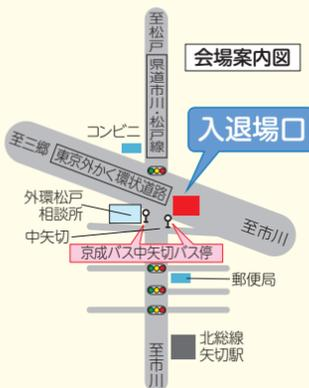 会場案内図
至松戸
県道市川・松戸線
コンビニ
入退場口
至三郷
東京外かく環状道路
外環松戸
相談所
至市川
中矢切
京成バス中矢切バス停
郵便局
北総線
矢切駅
至市川